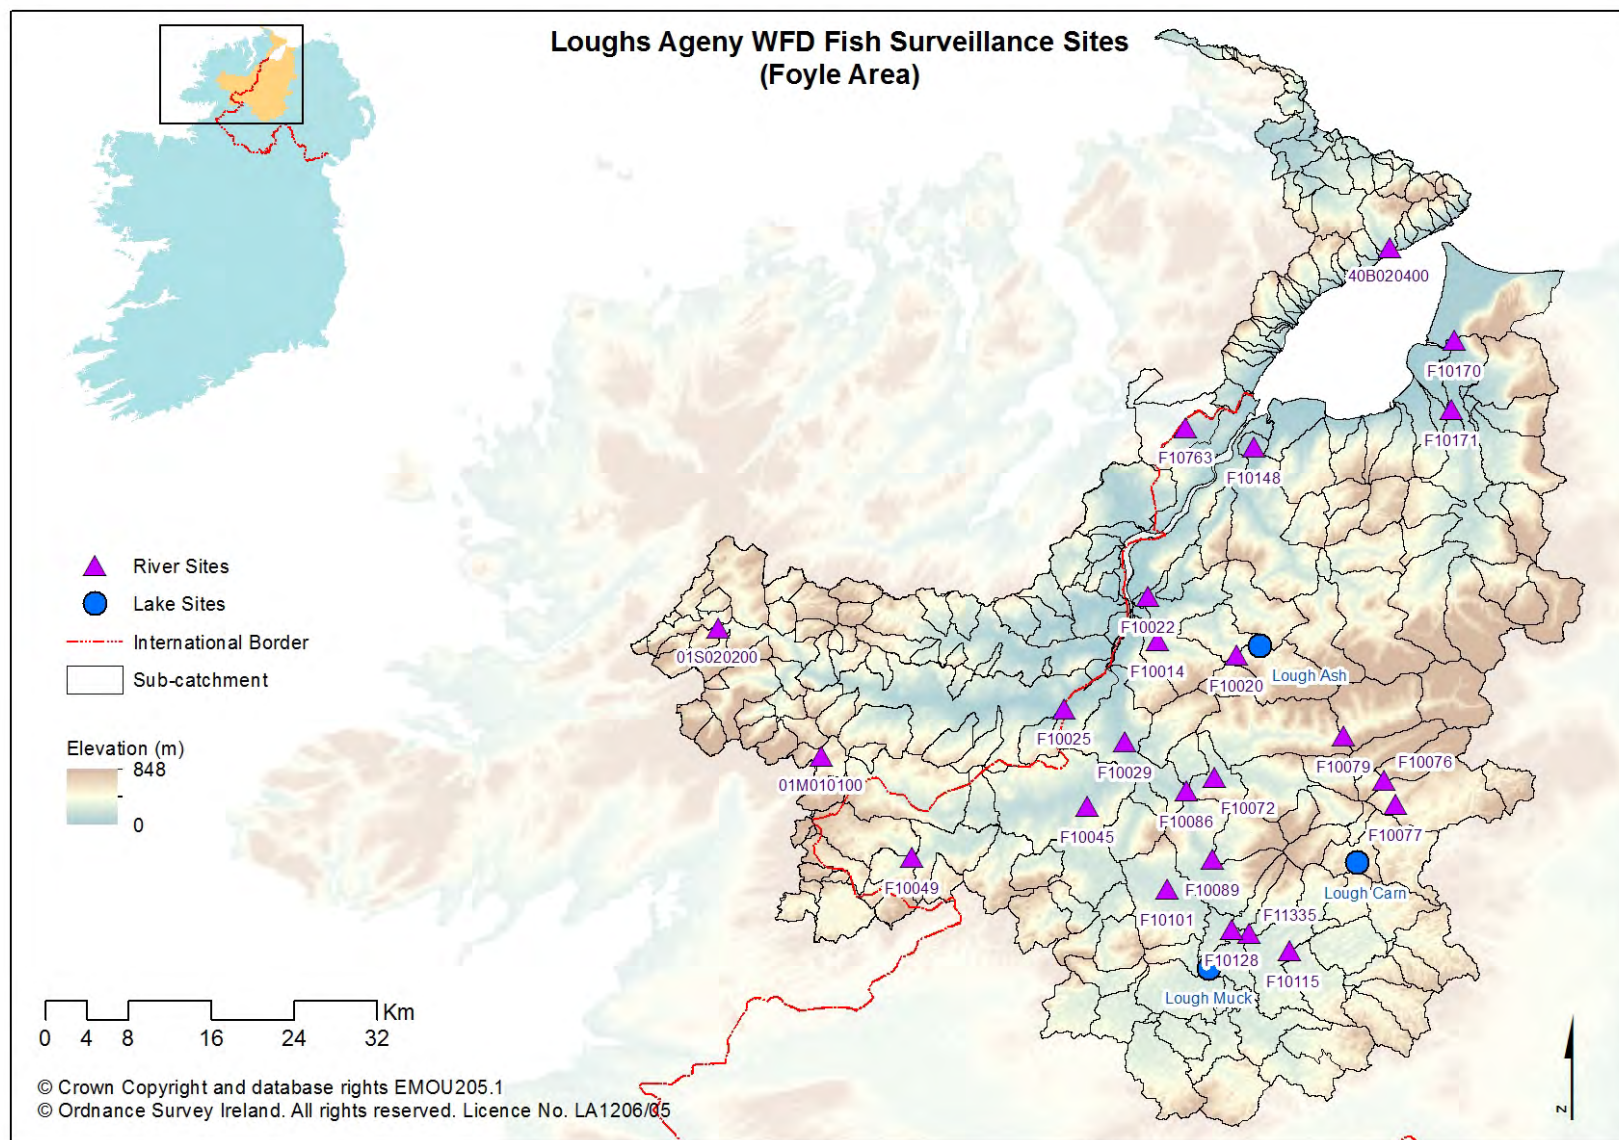 Loughs Ageny WFD Fish Surveillance Sites
(Foyle Area)
40B020400
F10170
F10171
F10763
F10148
River Sites
Lake Sites
International Border
Sub-catchment
Elevation (m)
848
0
F10022
01S020200
F10014
F10020
Lough Ash
F10025
F10029
F10079
F10076
01M010100
F10072
F10086
F10045
F10077
F10049
F10089
Lough Carn
F10101
F11335
F10128
F10115
Lough Muck
Km
0 4 8 16 24 32
© Crown Copyright and database rights EMOU205.1
© Ordnance Survey Ireland. All rights reserved. Licence No. LA1206/05
N